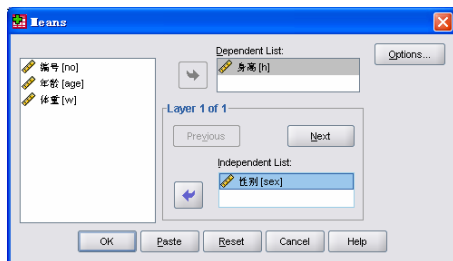 Means
编号 [no]
年龄 [age]
体重 [w]
Dependent List:
身高 [h]
Options...
Layer 1 of 1
Previous
Next
Independent List:
性别 [sex]
OK
Paste
Reset
Cancel
Help